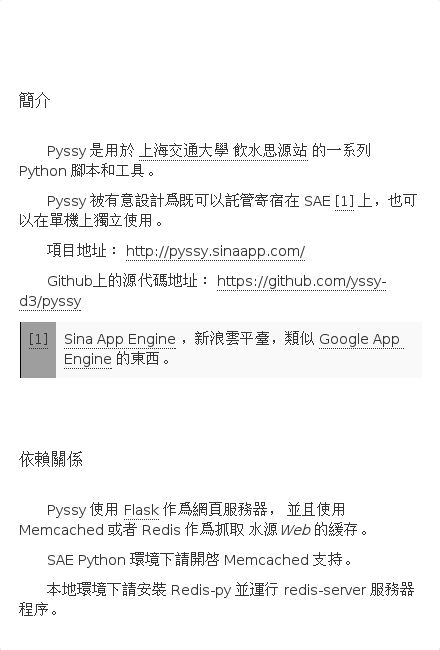 簡介
Pyssy 是用於 上海交通大學 飲水思源站 的一系列
Python 腳本和工具。
Pyssy 被有意設計爲既可以託管寄宿在 SAE [1] 上，也可
以在單機上獨立使用。
項目地址： http://pyssy.sinaapp.com/
Github上的源代碼地址： https://github.com/yssy-
d3/pyssy
[1] Sina App Engine ，新浪雲平臺，類似 Google App
Engine 的東西。
依賴關係
Pyssy 使用 Flask 作爲網頁服務器， 並且使用
Memcached 或者 Redis 作爲抓取 水源Web 的緩存。
SAE Python 環境下請開啓 Memcached 支持。
本地環境下請安裝 Redis-py 並運行 redis-server 服務器
程序。